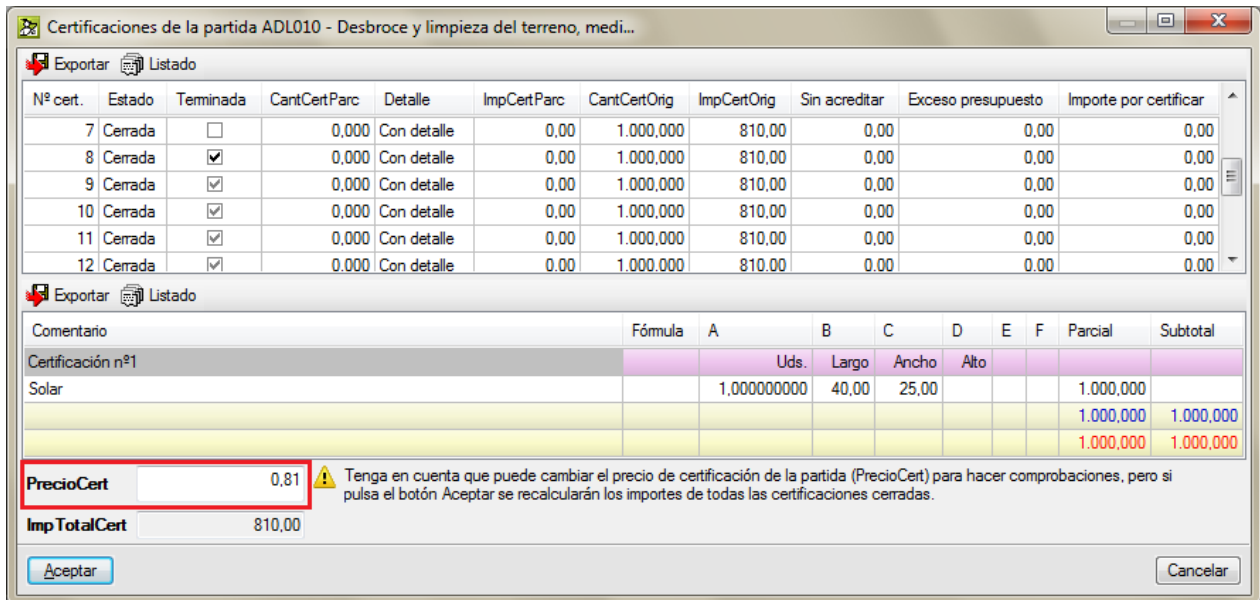 Certificaciones de la partida ADL010 - Desbroce y limpieza del terreno, medi...
Exportar Listado
Nº cert. Estado Terminada CantCertParc Detalle ImpCertParc CantCertOrig ImpCertOrig Sin acreditar Exceso presupuesto Importe por certificar
7 Cerrada 0,000 Con detalle 0,00 1.000,000 810,00 0,00 0,00 0,00
8 Cerrada 0,000 Con detalle 0,00 1.000,000 810,00 0,00 0,00 0,00
9 Cerrada 0,000 Con detalle 0,00 1.000,000 810,00 0,00 0,00 0,00
10 Cerrada 0,000 Con detalle 0,00 1.000,000 810,00 0,00 0,00 0,00
11 Cerrada 0,000 Con detalle 0,00 1.000,000 810,00 0,00 0,00 0,00
12 Cerrada 0,000 Con detalle 0,00 1.000,000 810,00 0,00 0,00 0,00
Exportar Listado
Comentario Fórmula A B C D E F Parcial Subtotal
Certificación nº1 Uds. Largo Ancho Alto
Solar 1,000000000 40,00 25,00 1.000,000
1.000,000 1.000,000
1.000,000 1.000,000
PrecioCert 0,81 Tenga en cuenta que puede cambiar el precio de certificación de la partida (PrecioCert) para hacer comprobaciones, pero si
pulsa el botón Aceptar se recalcularán los importes de todas las certificaciones cerradas.
ImpTotalCert 810,00
Aceptar Cancelar